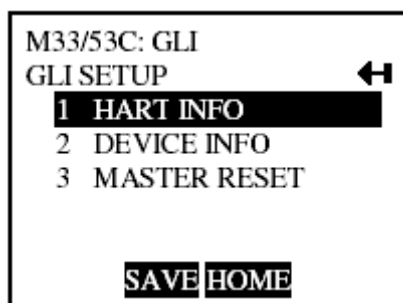 M33/53C: GLI
GLI SETUP
1 HART INFO
2 DEVICE INFO
3 MASTER RESET
SAVE HOME